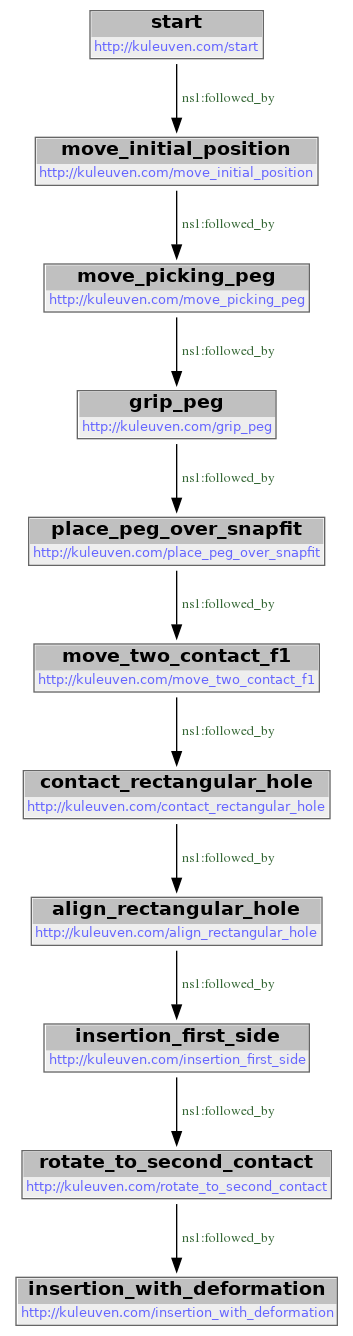 start
http://kuleuven.com/start
ns1:followed_by
move_initial_position
http://kuleuven.com/move_initial_position
ns1:followed_by
move_picking_peg
http://kuleuven.com/move_picking_peg
ns1:followed_by
grip_peg
http://kuleuven.com/grip_peg
ns1:followed_by
place_peg_over_snapfit
http://kuleuven.com/place_peg_over_snapfit
ns1:followed_by
move_two_contact_f1
http://kuleuven.com/move_two_contact_f1
ns1:followed_by
contact_rectangular_hole
http://kuleuven.com/contact_rectangular_hole
ns1:followed_by
align_rectangular_hole
http://kuleuven.com/align_rectangular_hole
ns1:followed_by
insertion_first_side
http://kuleuven.com/insertion_first_side
ns1:followed_by
rotate_to_second_contact
http://kuleuven.com/rotate_to_second_contact
ns1:followed_by
insertion_with_deformation
http://kuleuven.com/insertion_with_deformation